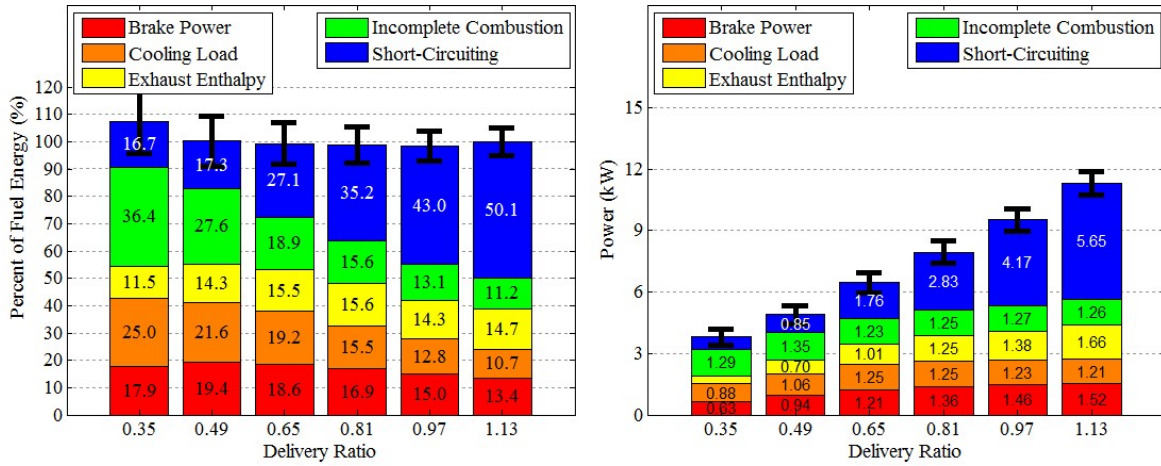 Brake Power
Cooling Load
Exhaust Enthalpy
Incomplete Combustion
Short-Circuiting
Percent of Fuel Energy (%)
120
110
100
90
80
70
60
50
40
30
20
10
0
16.7 17.3 27.1 35.2 43.0 50.1
36.4 27.6 18.9 15.6 13.1 11.2
11.5 14.3 15.5 15.6 14.3 14.7
25.0 21.6 19.2 15.5 12.8 10.7
17.9 19.4 18.6 16.9 15.0 13.4
0.35 0.49 0.65 0.81 0.97 1.13
Delivery Ratio
Brake Power
Cooling Load
Exhaust Enthalpy
Incomplete Combustion
Short-Circuiting
Power (kW)
15
12
9
6
3
0
0.85 1.76 2.83 4.17 5.65
1.29 1.35 1.23 1.25 1.27 1.26
0.70 1.01 1.25 1.38 1.66
0.88 1.06 1.25 1.25 1.23 1.21
0.63 0.94 1.21 1.36 1.46 1.52
0.35 0.49 0.65 0.81 0.97 1.13
Delivery Ratio